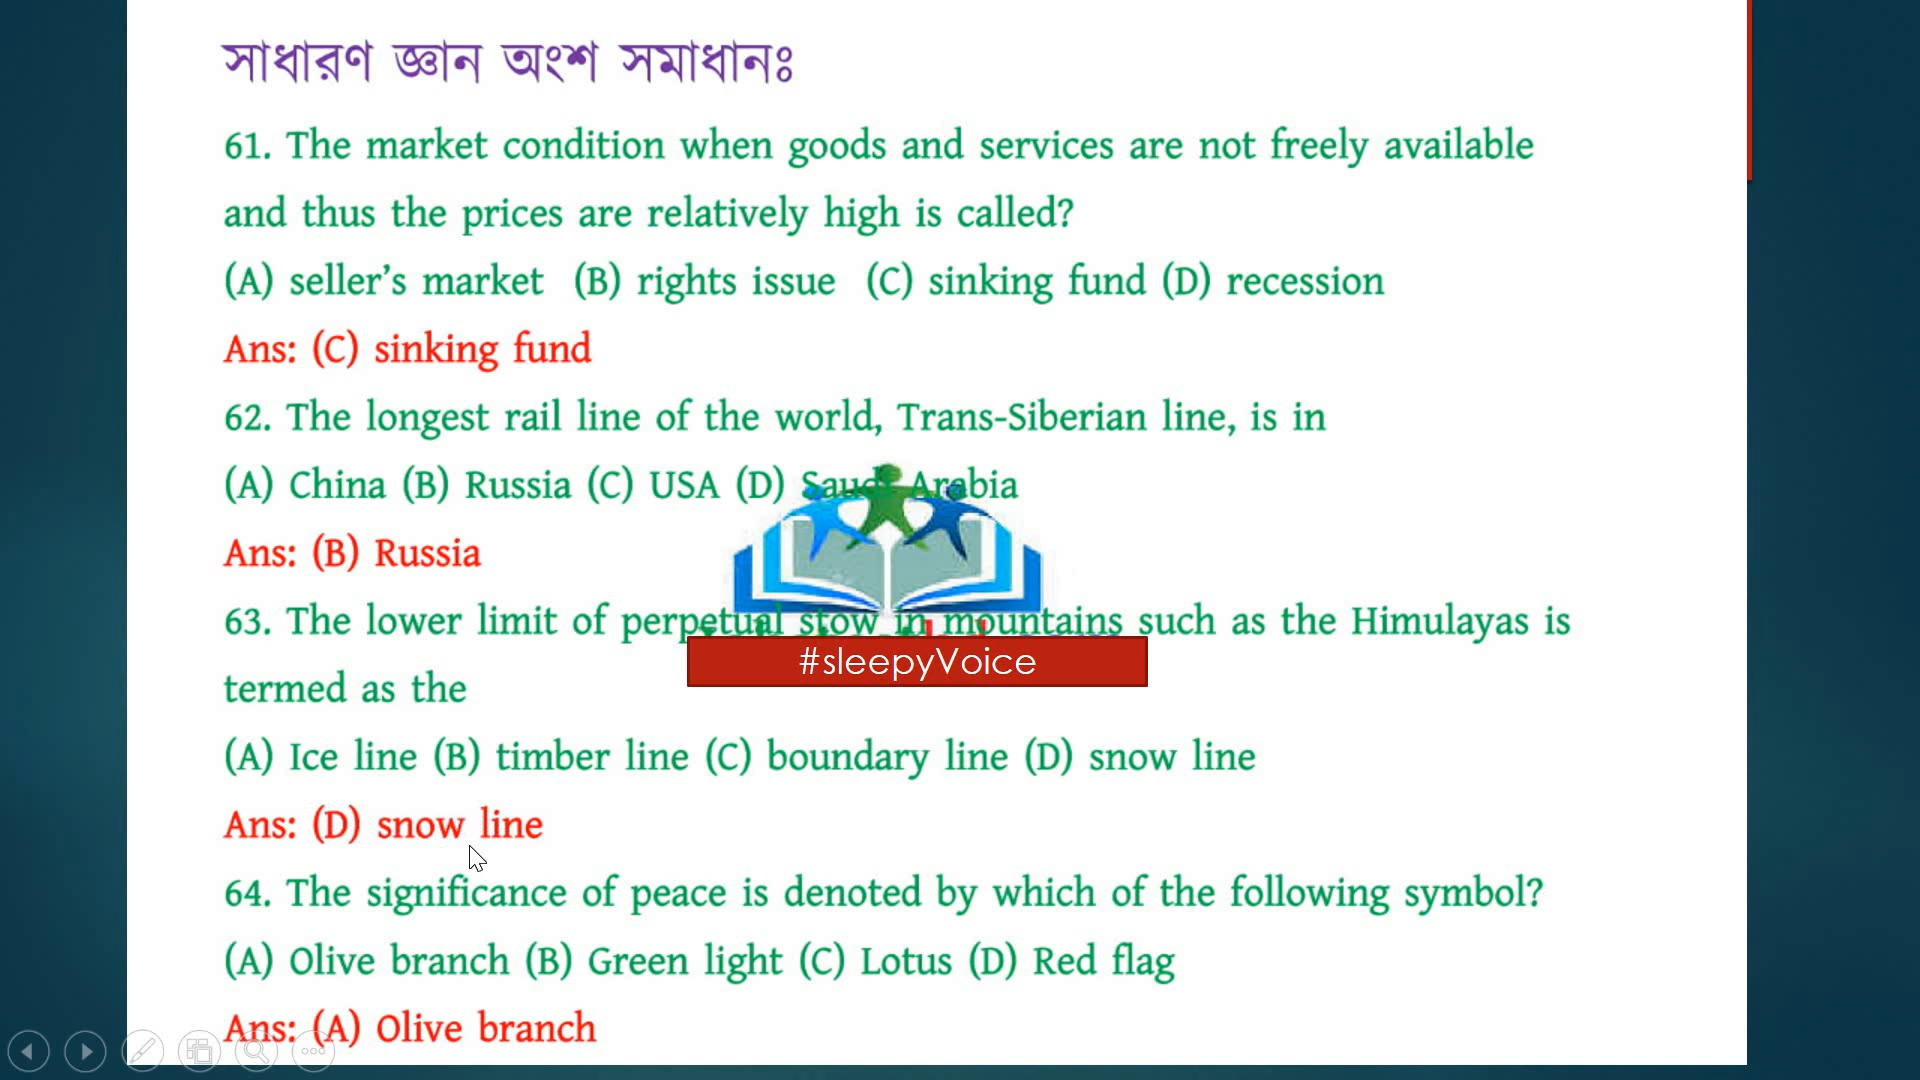 সাধারণ জ্ঞান অংশ সমাধানঃ
61. The market condition when goods and services are not freely available
and thus the prices are relatively high is called?
(A) seller’s market (B) rights issue (C) sinking fund (D) recession
Ans: (C) sinking fund
62. The longest rail line of the world, Trans-Siberian line, is in
(A) China (B) Russia (C) USA (D) Saudi Arabia
Ans: (B) Russia
63. The lower limit of perpetual stow in mountains such as the Himulayas is
#sleepyVoice
termed as the
(A) Ice line (B) timber line (C) boundary line (D) snow line
Ans: (D) snow line
64. The significance of peace is denoted by which of the following symbol?
(A) Olive branch (B) Green light (C) Lotus (D) Red flag
Ans: (A) Olive branch